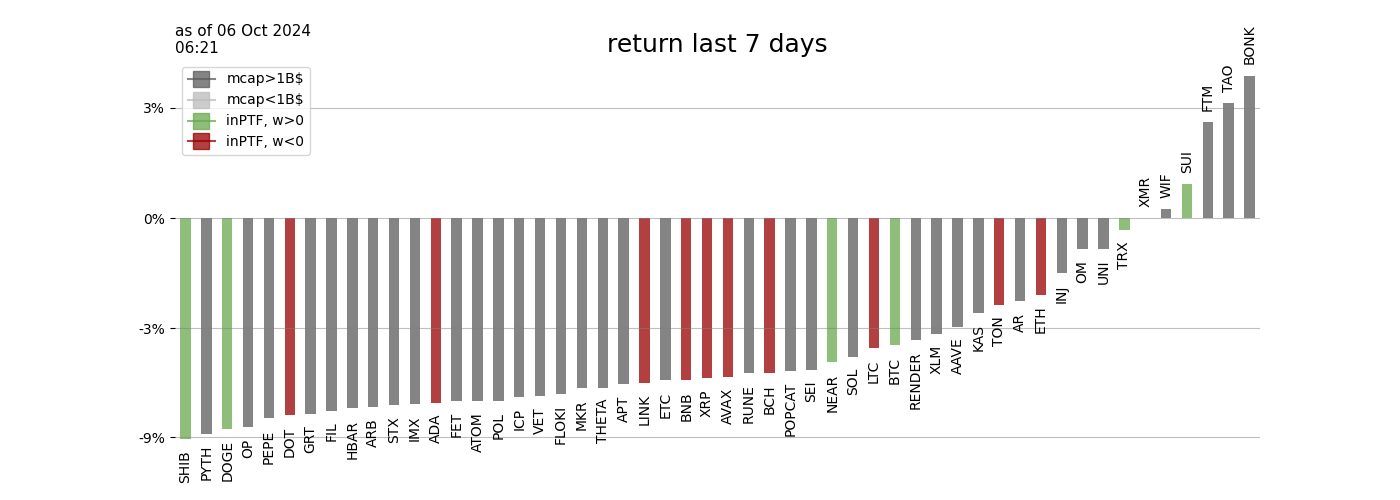 as of 06 Oct 2024
06:21
return last 7 days
mcap>1B$
mcap<1B$
inPTF, w>0
inPTF, w<0
3%
0%
-3%
-9%
SHIB
PYTH
DOGE
OP
PEPE
DOT
GRT
FIL
HBAR
ARB
STX
IMX
ADA
FET
ATOM
POL
ICP
VET
FLOKI
MKR
THETA
APT
LINK
ETC
BNB
XRP
AVAX
RUNE
BCH
POPCAT
SEI
NEAR
SOL
LTC
BTC
RENDER
XLM
AAVE
KAS
TON
AR
ETH
INJ
OM
UNI
TRX
XMR
WIF
SUI
FTM
TAO
BONK